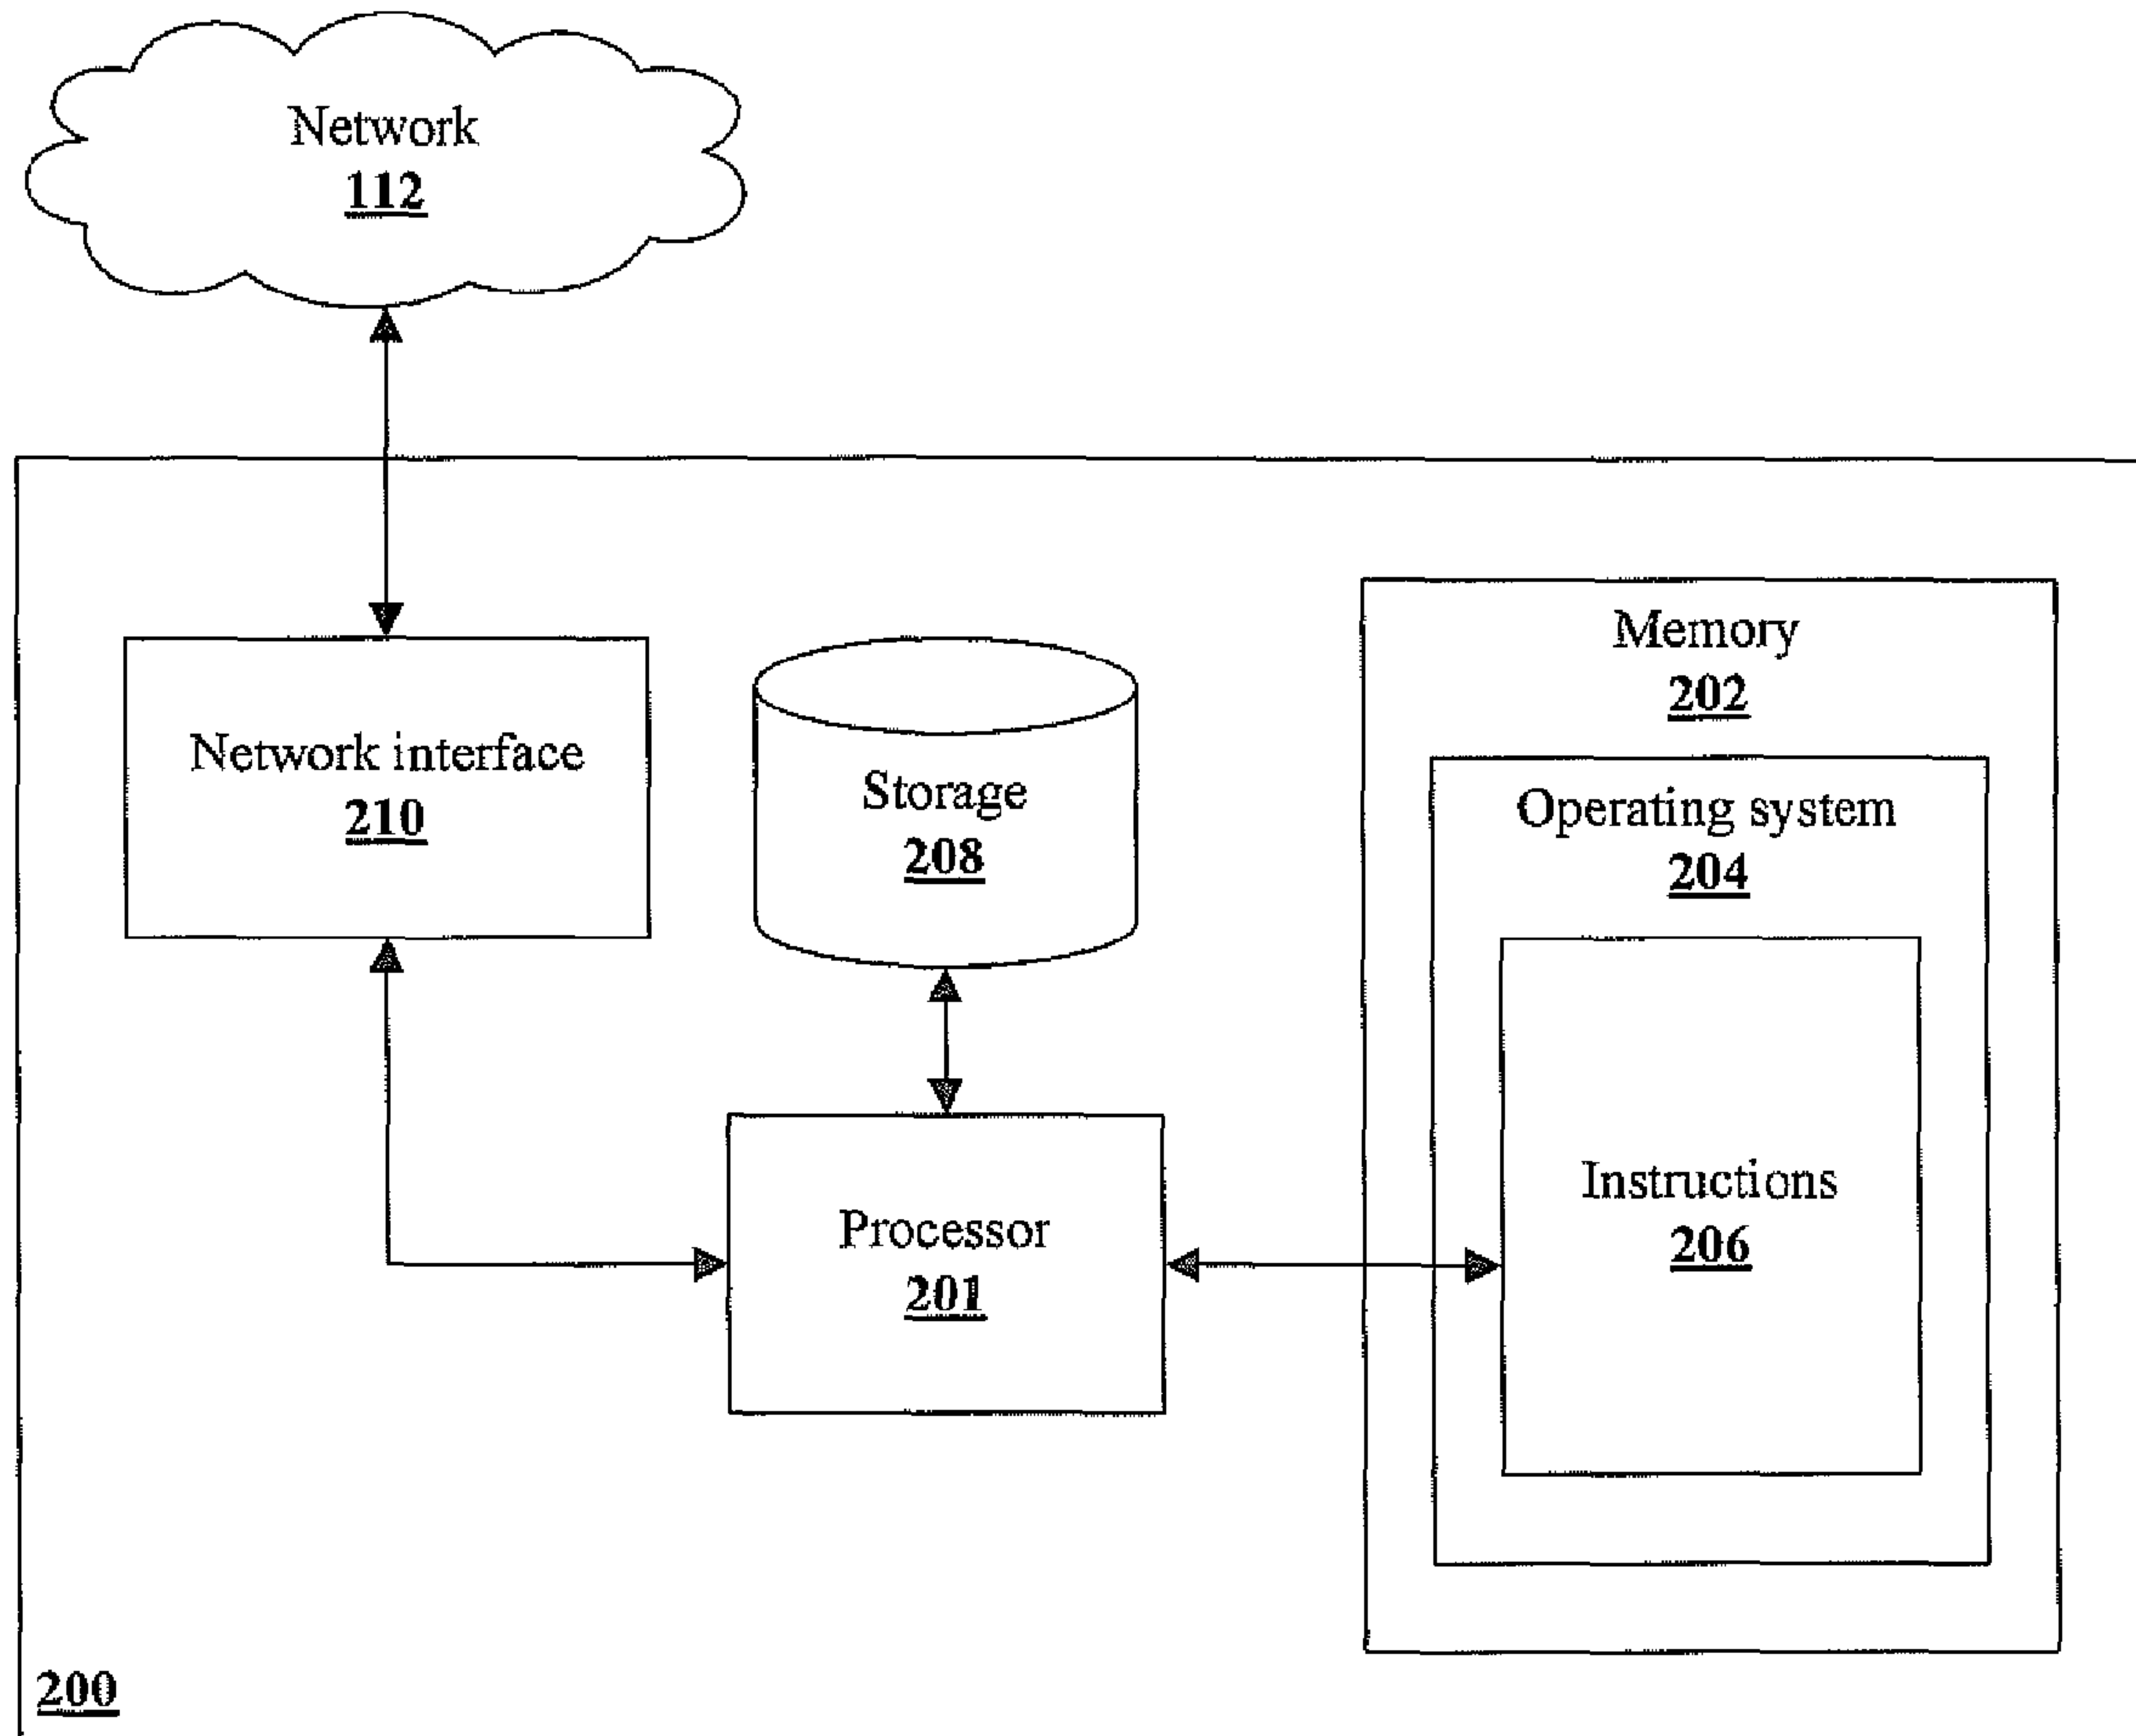 Network
112
Network interface
210
Storage
208
Memory
202
Operating system
204
Instructions
206
Processor
201
200